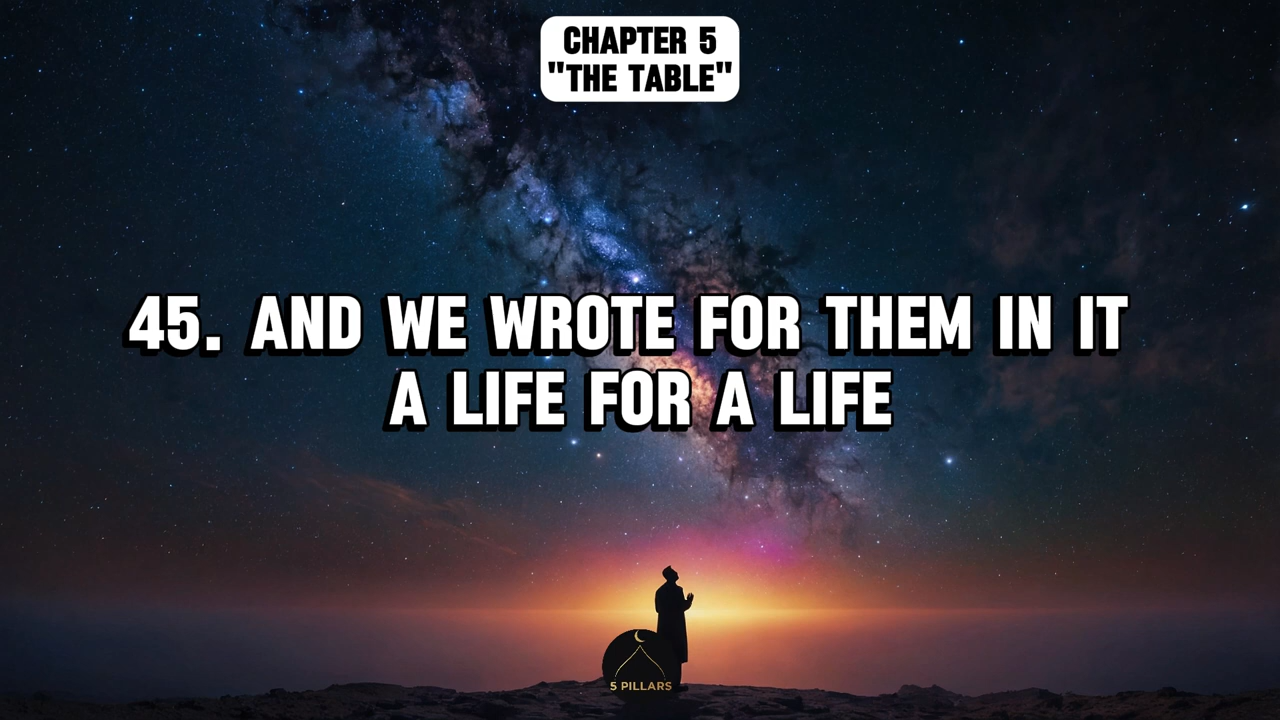 CHAPTER 5
"THE TABLE"
45. AND WE WROTE FOR THEM IN IT
A LIFE FOR A LIFE
5 PILLARS